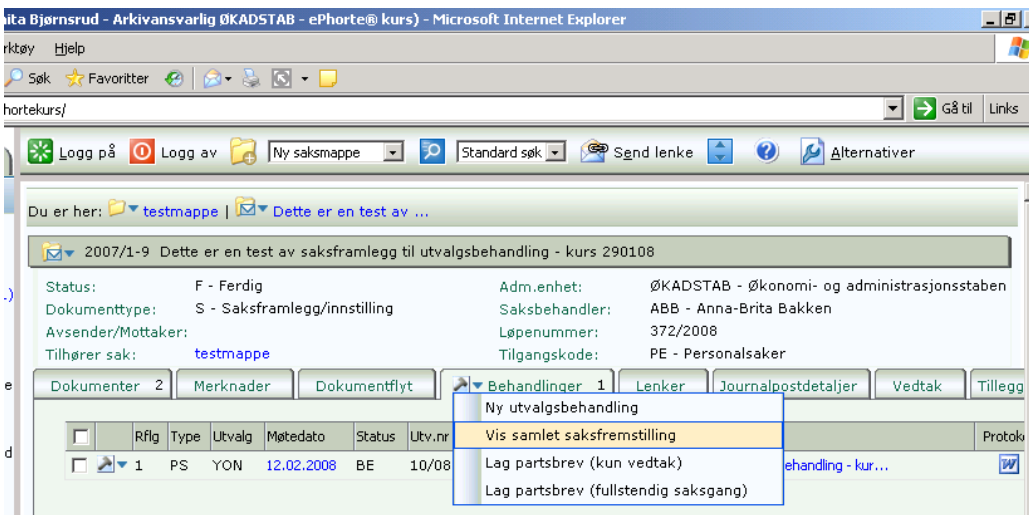 ita Bjørnsrud - Arkivansvarlig ØKADSTAB - ePhorte® kurs) - Microsoft Internet Explorer
rktøy Hjelp
Søk Favoritter
hortekurs/ Gå til Links
Logg på Logg av Ny saksmappe Standard søk Send lenke Alternativer
Du er her: testmappe | Dette er en test av ...
2007/1-9 Dette er en test av saksframlegg til utvalgsbehandling - kurs 290108
Status: F - Ferdig Adm.enhet: ØKADSTAB - Økonomi- og administrasjonsstaben
Dokumenttype: S - Saksframlegg/innstilling Saksbehandler: ABB - Anna-Brita Bakken
Avsender/Mottaker: Løpenummer: 372/2008
Tilhører sak: testmappe Tilgangskode: PE - Personalsaker
Dokumenter 2 Merknader Dokumentflyt Behandlinger 1 Lenker Journalpostdetaljer Vedtak Tillegg
Ny utvalgsbehandling
Rflg Type Utvalg Møtedato Status Utv.nr Vis samlet saksfremstilling Protok
1 PS YON 12.02.2008 BE 10/08 Lag partsbrev (kun vedtak) ehandling - kur...
Lag partsbrev (fullstendig saksgang)